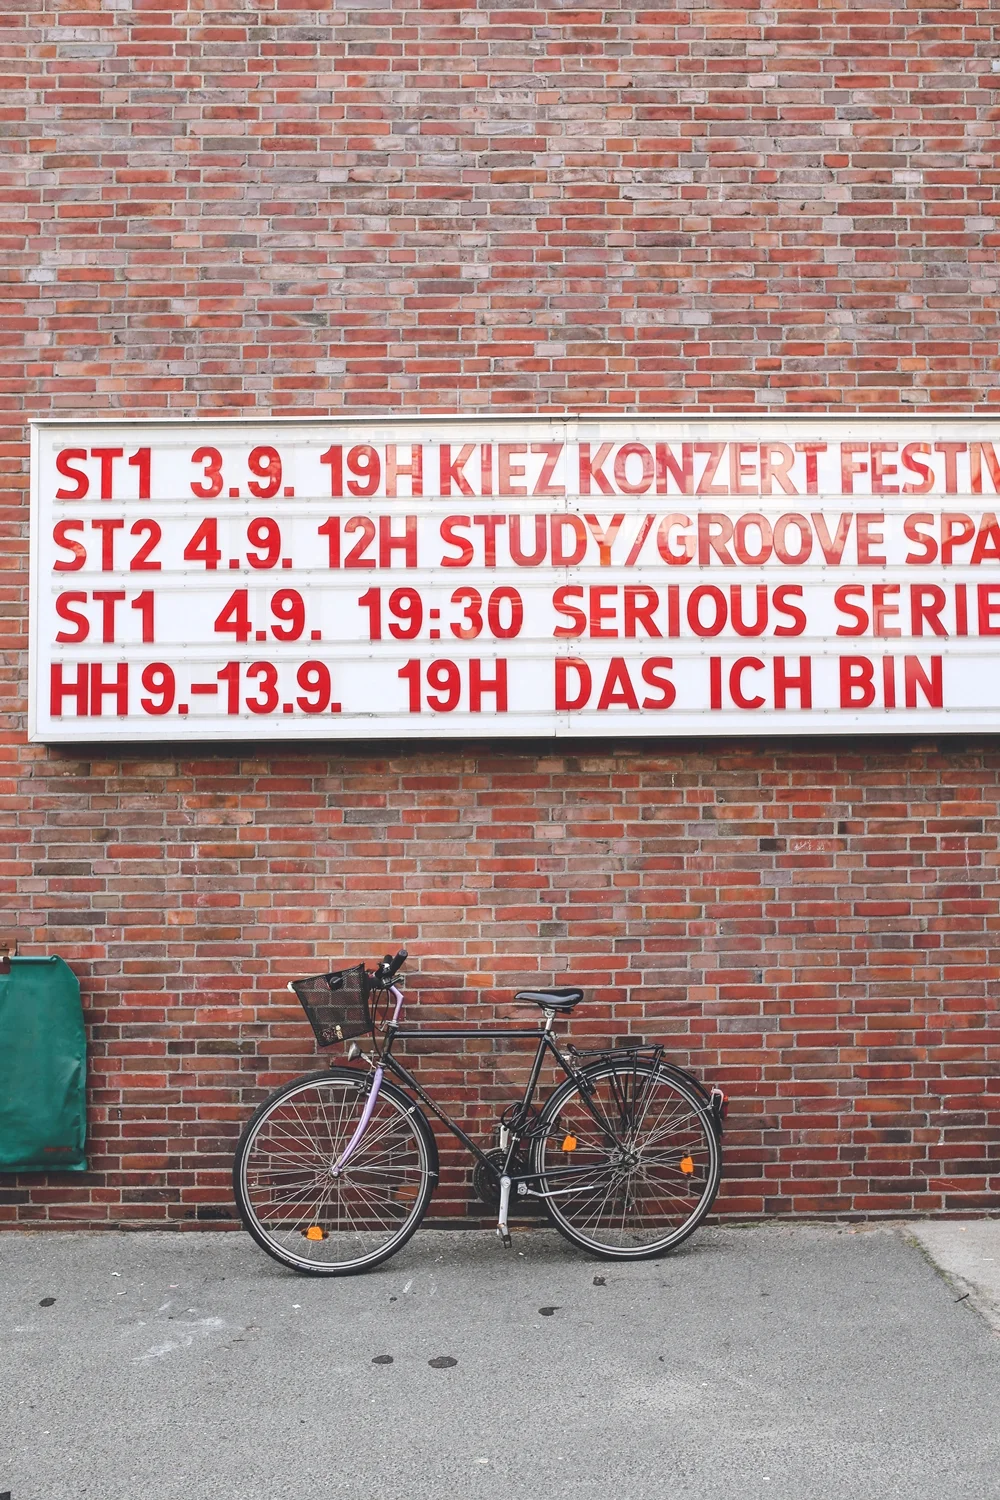 ST1 3.9. 19H KIEZ KONZERT FESTIV
ST2 4.9. 12H STUDY/GROOVE SPA
ST1 4.9. 19:30 SERIOUS SERIE
HH 9.-13.9. 19H DAS ICH BIN